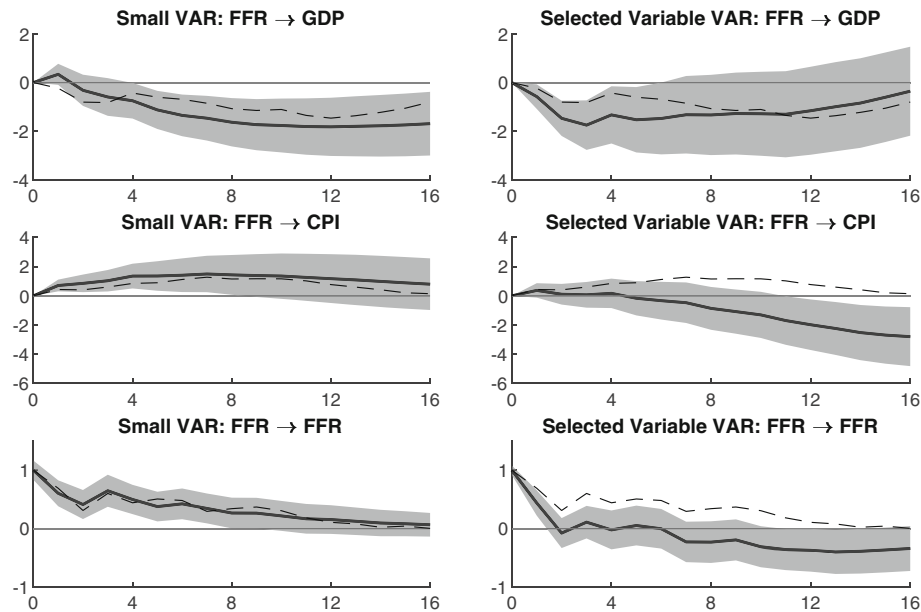 Small VAR: FFR → GDP
Selected Variable VAR: FFR → GDP
2
0
-2
-4
0 4 8 12 16
2
0
-2
-4
0 4 8 12 16
Small VAR: FFR → CPI
Selected Variable VAR: FFR → CPI
4
2
0
-2
-4
-6
0 4 8 12 16
4
2
0
-2
-4
-6
0 4 8 12 16
Small VAR: FFR → FFR
Selected Variable VAR: FFR → FFR
1
0
-1
0 4 8 12 16
1
0
-1
0 4 8 12 16